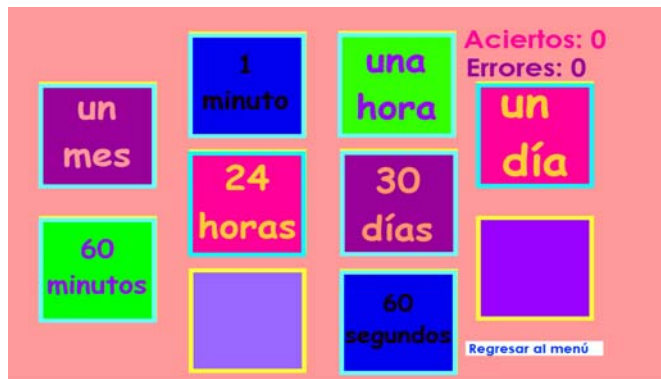 Aciertos: 0
Errores: 0
un
mes
1
minuto
una
hora
un
día
24
horas
30
días
60
minutos
60
segundos
Regresar al menú